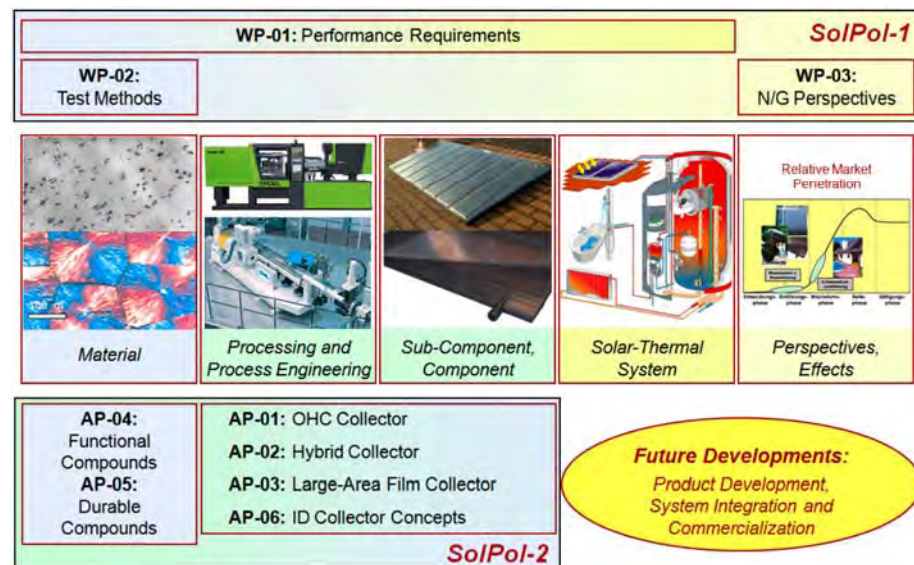 WP-01: Performance Requirements
SolPol-1
WP-02:
Test Methods
WP-03:
N/G Perspectives
Relative Market
Penetration
ENGEL
Material
Processing and
Process Engineering
Sub-Component,
Component
Solar-Thermal
System
Perspectives,
Effects
AP-04:
Functional
Compounds
AP-05:
Durable
Compounds
AP-01: OHC Collector
AP-02: Hybrid Collector
AP-03: Large-Area Film Collector
AP-06: ID Collector Concepts
SolPol-2
Future Developments:
Product Development,
System Integration and
Commercialization